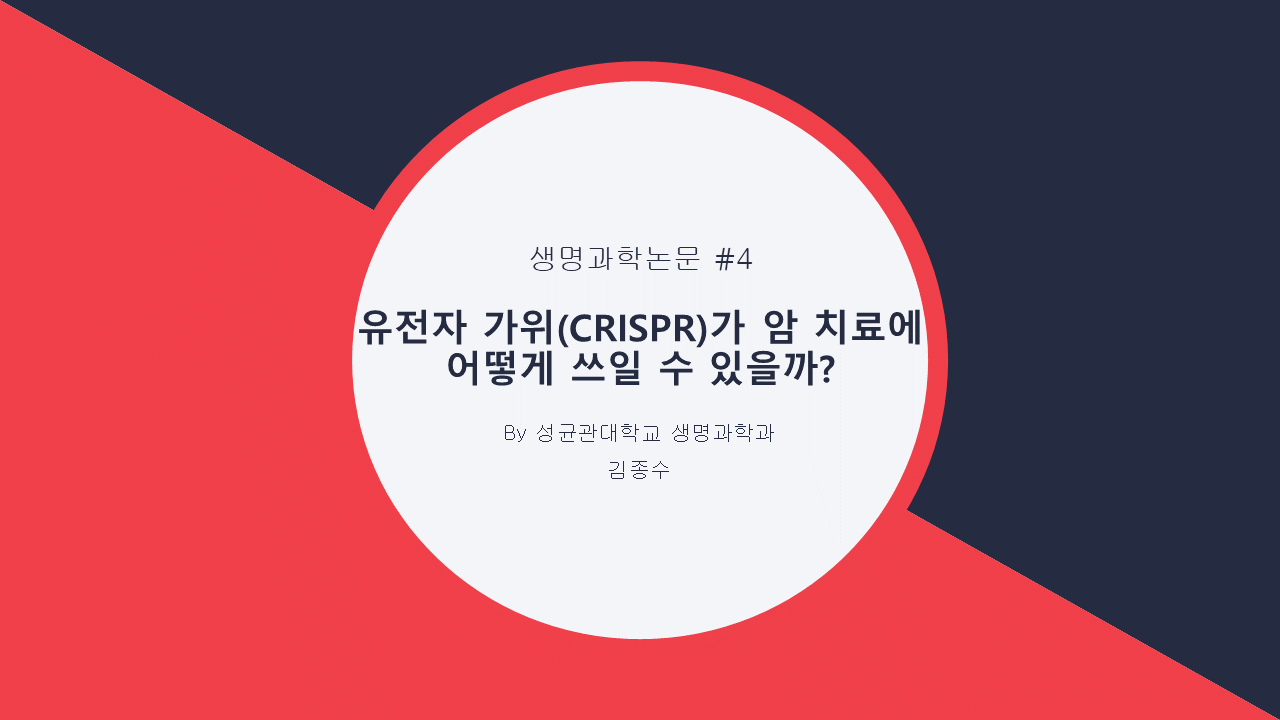 생명과학논문 #4
유전자 가위(CRISPR)가 암 치료에
어떻게 쓰일 수 있을까?
By 성균관대학교 생명과학과
김종수